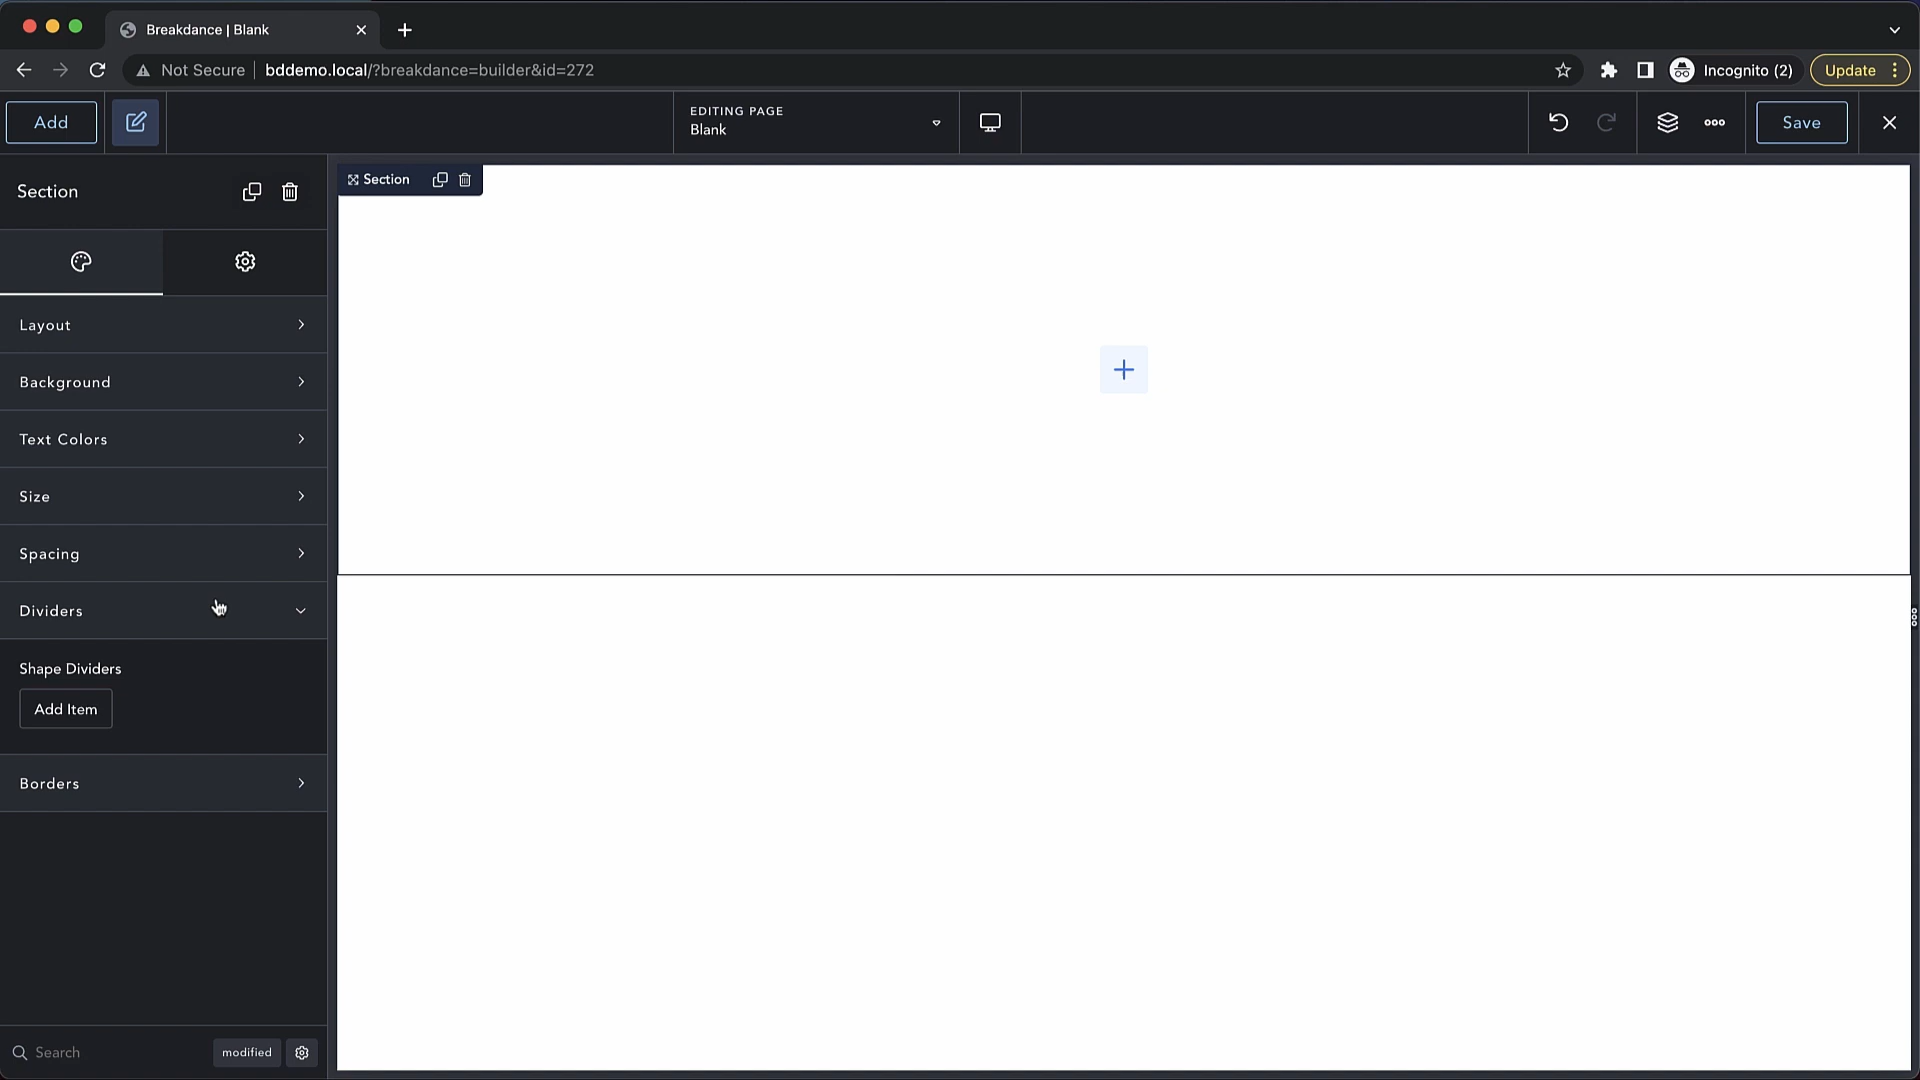 Breakdance | Blank
Not Secure
bddemo.local/?breakdance=builder&id=272
Incognito (2)
Update
Add
EDITING PAGE
Blank
Save
Section
Section
Layout
Background
Text Colors
Size
Spacing
Dividers
Shape Dividers
Add Item
Borders
Search
modified